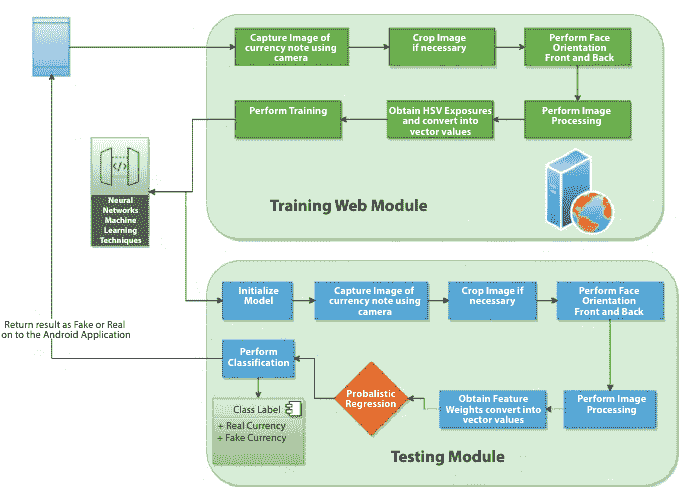 Capture Image of
currency note using
camera
Crop Image
if necessary
Perform Face
Orientation
Front and Back
Perform Training
Obtain HSV Exposures
and convert into
vector values
Perform Image
Processing
Neural
Networks
Machine
Learning
Techniques
Training Web Module
Initialize
Model
Capture Image of
currency note using
camera
Crop Image if
necessary
Perform Face
Orientation
Front and Back
Return result as Fake or Real
on to the Android Application
Perform
Classification
Probalistic
Regression
Obtain Feature
Weights convert into
vector values
Perform Image
Processing
Class Label
+ Real Currency
+ Fake Currency
Testing Module